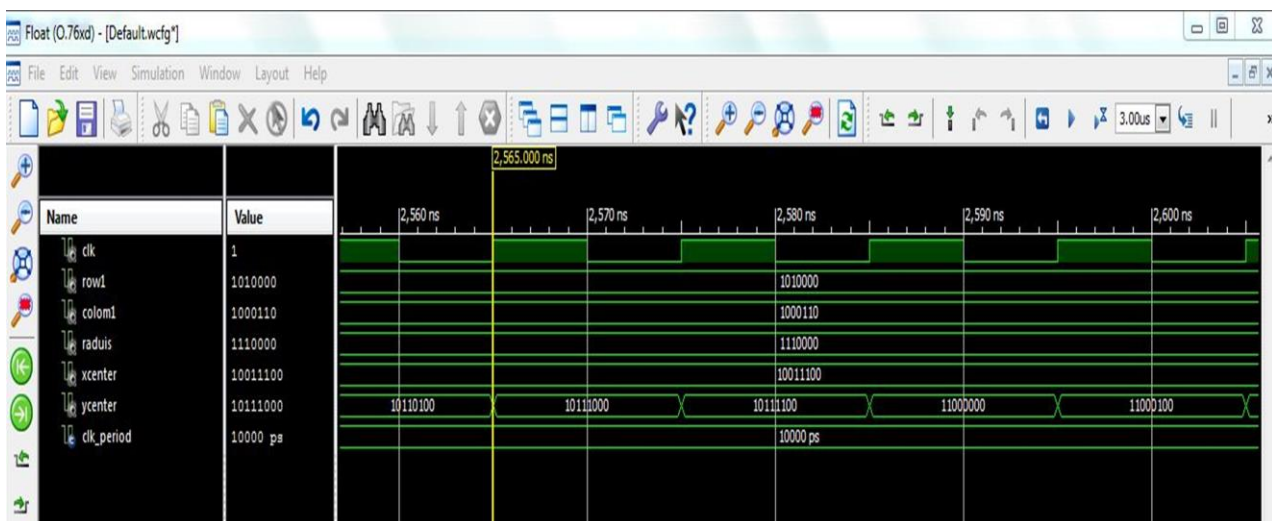 Float (O.76xd) - [Default.wcfg*]
File Edit View Simulation Window Layout Help
3.00us
2,565.000 ns
Name Value 2,560 ns 2,570 ns 2,580 ns 2,590 ns 2,600 ns
clk 1
row1 1010000 1010000
colom1 1000110 1000110
raduis 1110000 1110000
xcenter 10011100 10011100
ycenter 10111000 10110100 10111000 10111100 11000000 11000100
clk_period 10000 ps 10000 ps